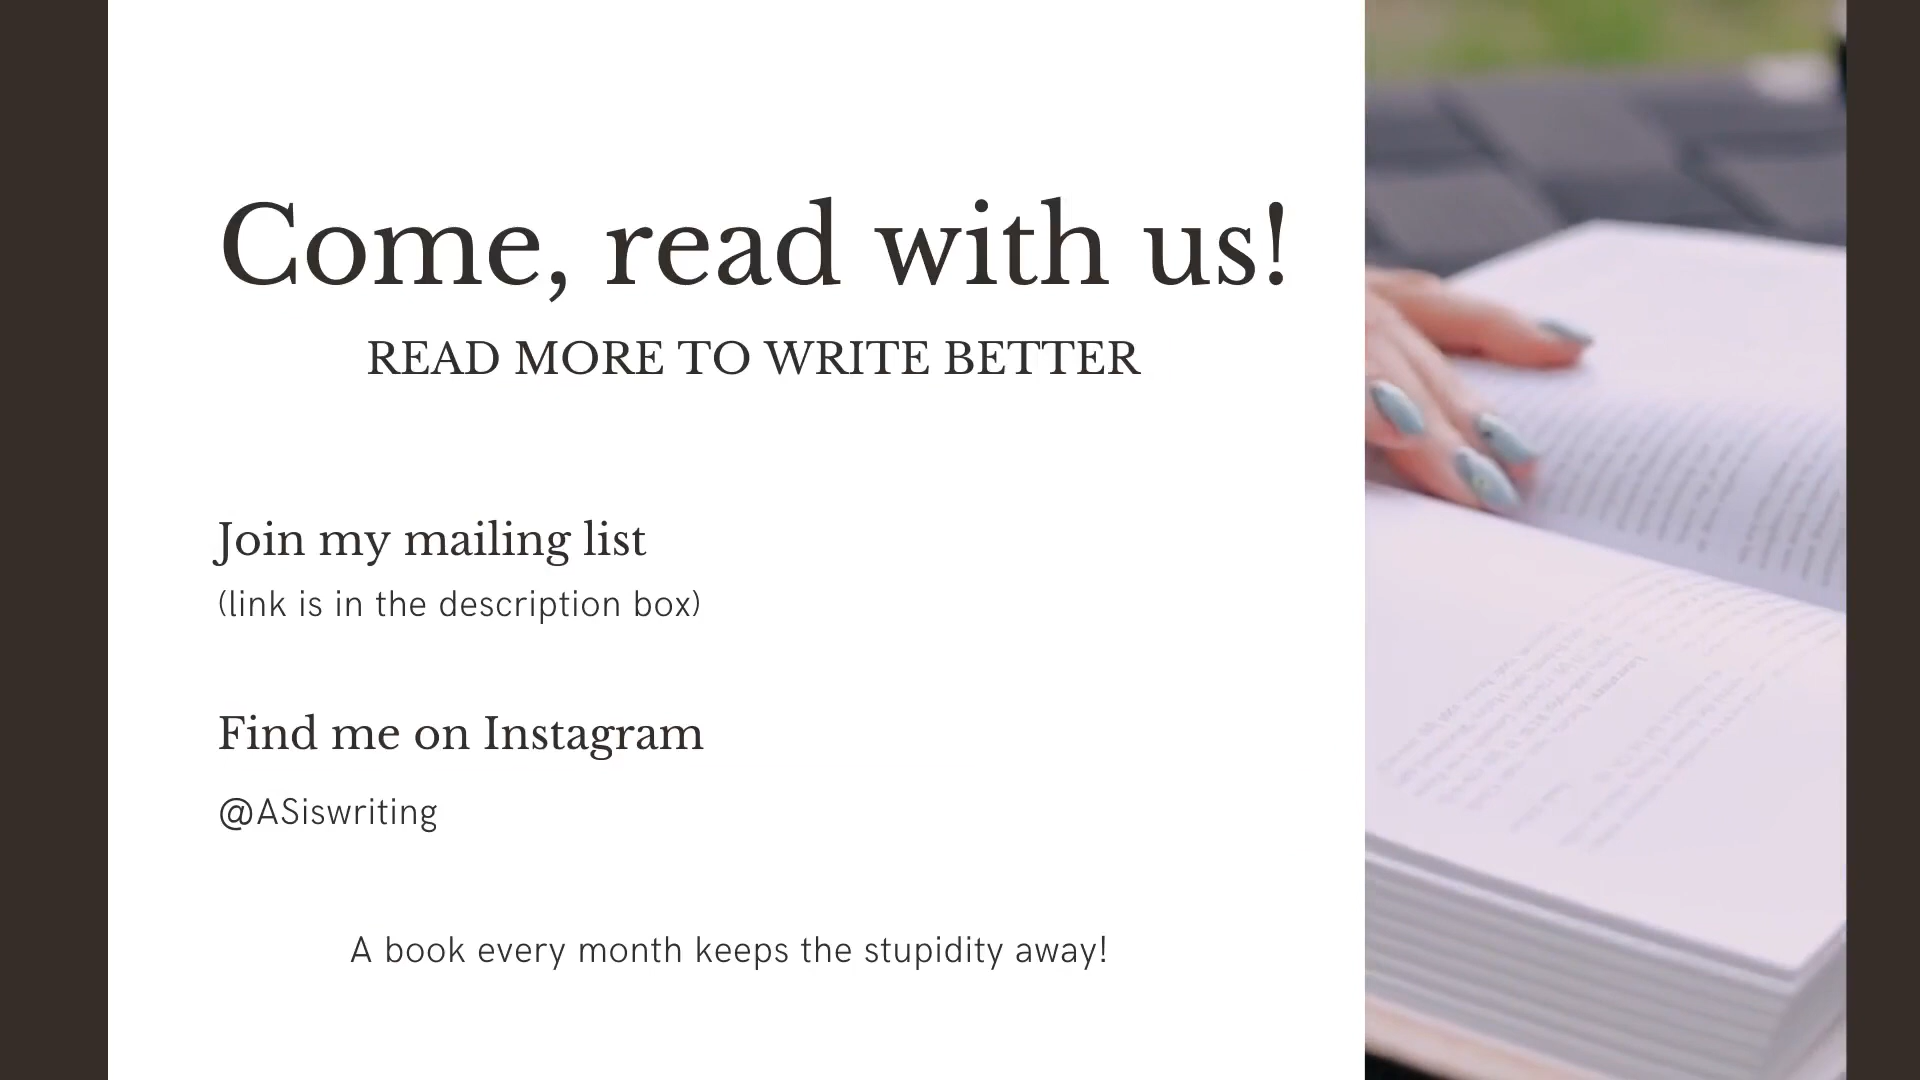 Come, read with us!
READ MORE TO WRITE BETTER
Join my mailing list
(link is in the description box)
Find me on Instagram
@ASiswriting
A book every month keeps the stupidity away!